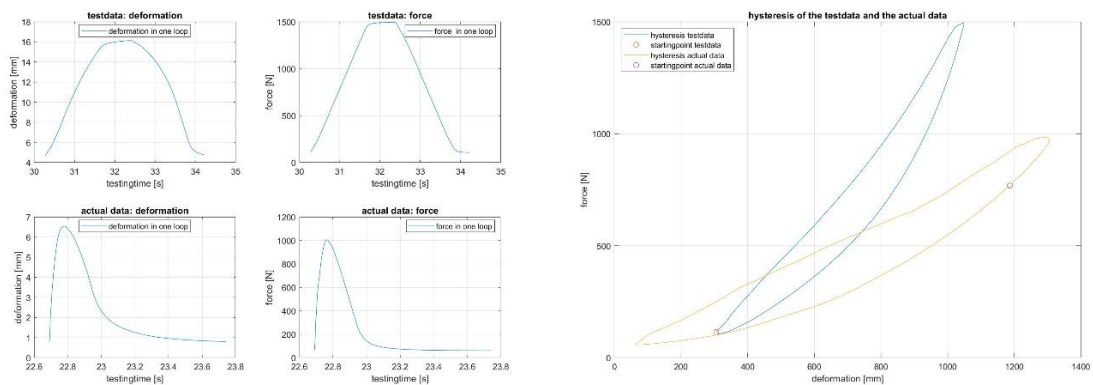 testdata: deformation
deformation in one loop
deformation [mm]
18
16
14
12
10
8
6
4
30
31
32
33
34
35
testingtime [s]
testdata: force
force in one loop
force [N]
1500
1000
500
0
30
31
32
33
34
35
testingtime [s]
actual data: deformation
deformation in one loop
deformation [mm]
7
6
5
4
3
2
1
0
22.6
22.8
23
23.2
23.4
23.6
23.8
testingtime [s]
actual data: force
force in one loop
force [N]
1200
1000
800
600
400
200
0
22.6
22.8
23
23.2
23.4
23.6
23.8
testingtime [s]
hysteresis of the testdata and the actual data
hysteresis testdata
startingpoint testdata
hysteresis actual data
startingpoint actual data
force [N]
1500
1000
500
0
0
200
400
600
800
1000
1200
1400
deformation [mm]